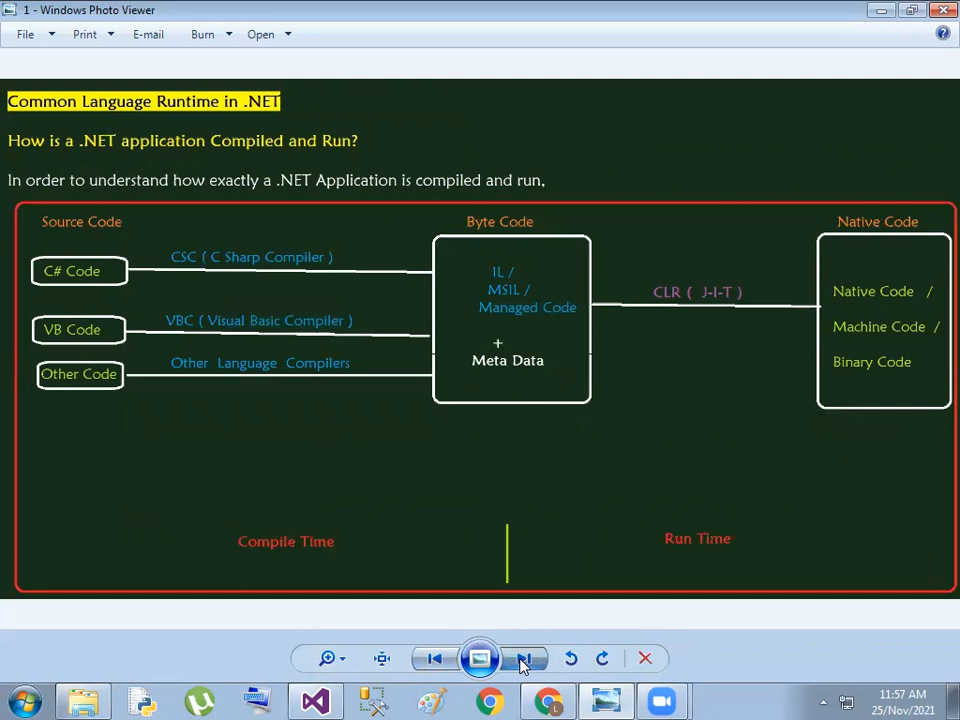 1 - Windows Photo Viewer
File Print E-mail Burn Open
Common Language Runtime in .NET
How is a .NET application Compiled and Run?
In order to understand how exactly a .NET Application is compiled and run,
Source Code Byte Code Native Code
CSC ( C Sharp Compiler )
C# Code
IL /
MSIL /
Managed Code
CLR ( J-I-T )
Native Code /
VBC ( Visual Basic Compiler )
VB Code
Machine Code /
+
Meta Data
Other Language Compilers
Other Code
Binary Code
Compile Time Run Time
L
11:57 AM
25/Nov/2021